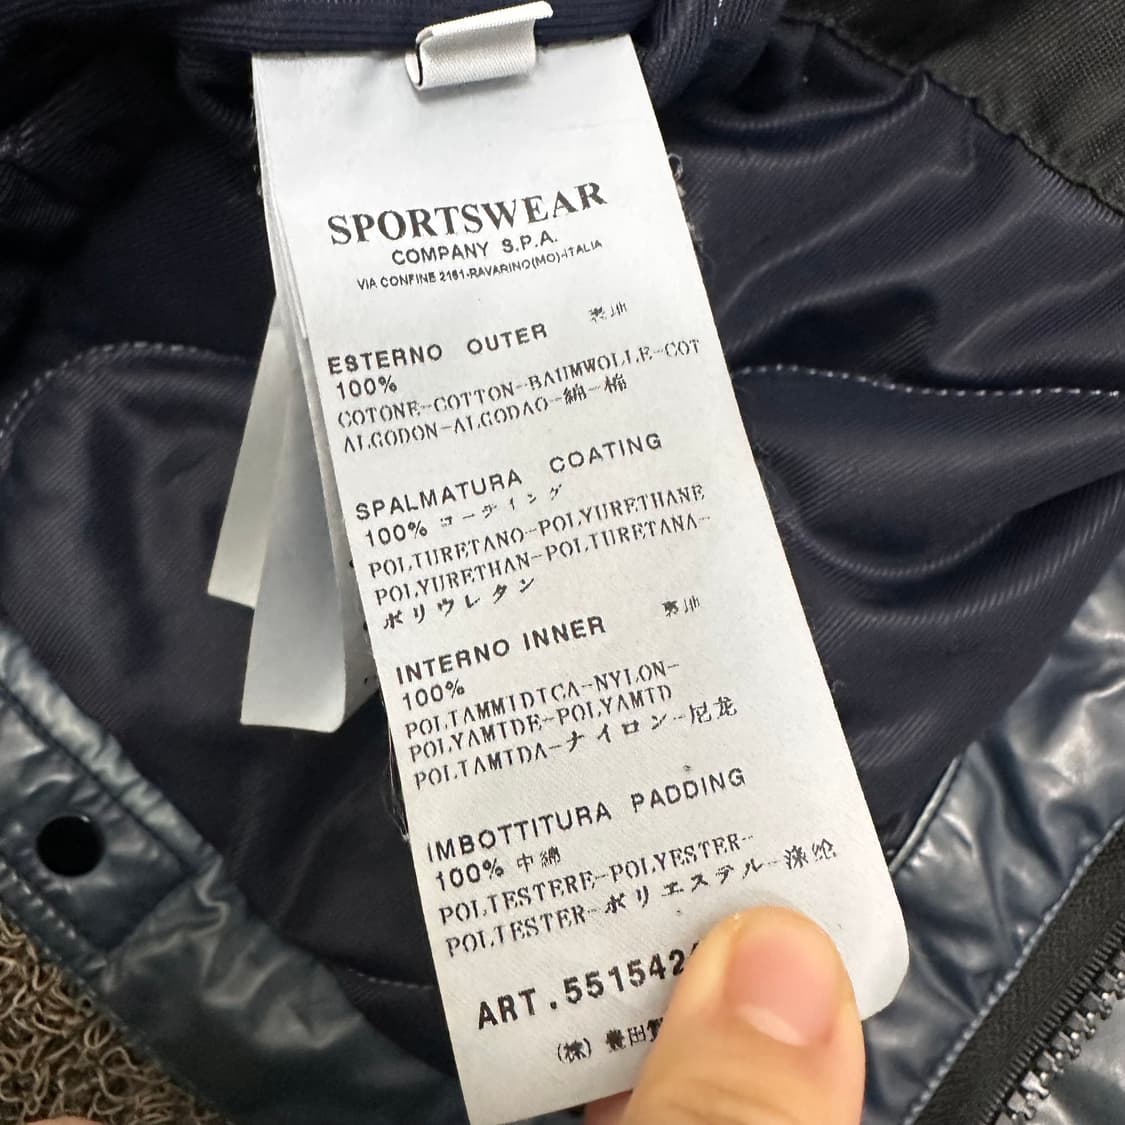 SPORTSWEAR
COMPANY S.P.A.
VIA CONFINE 2161-RAVARINO(MO)-ITALIA
ESTERNO OUTER 表地
100%
COTONE-COTTON-BAUMWOLLE-COT
ALGODON-ALGODAO-綿-棉
SPALMATURA COATING
100% コーティング
POLIURETANO-POLYURETHANE
POLYURETHAN-POLIURETANA-
ポリウレタン
INTERNO INNER 裏地
100%
POLIAMMIDICA-NYLON-
POLYAMIDE-POLYAMID
POLIAMIDA-ナイロン-尼龙
IMBOTTITURA PADDING
100% 中綿
POLIESTERE-POLYESTER-
POLIESTER-ポリエステル-涤纶
ART.551542
(株) 豊田